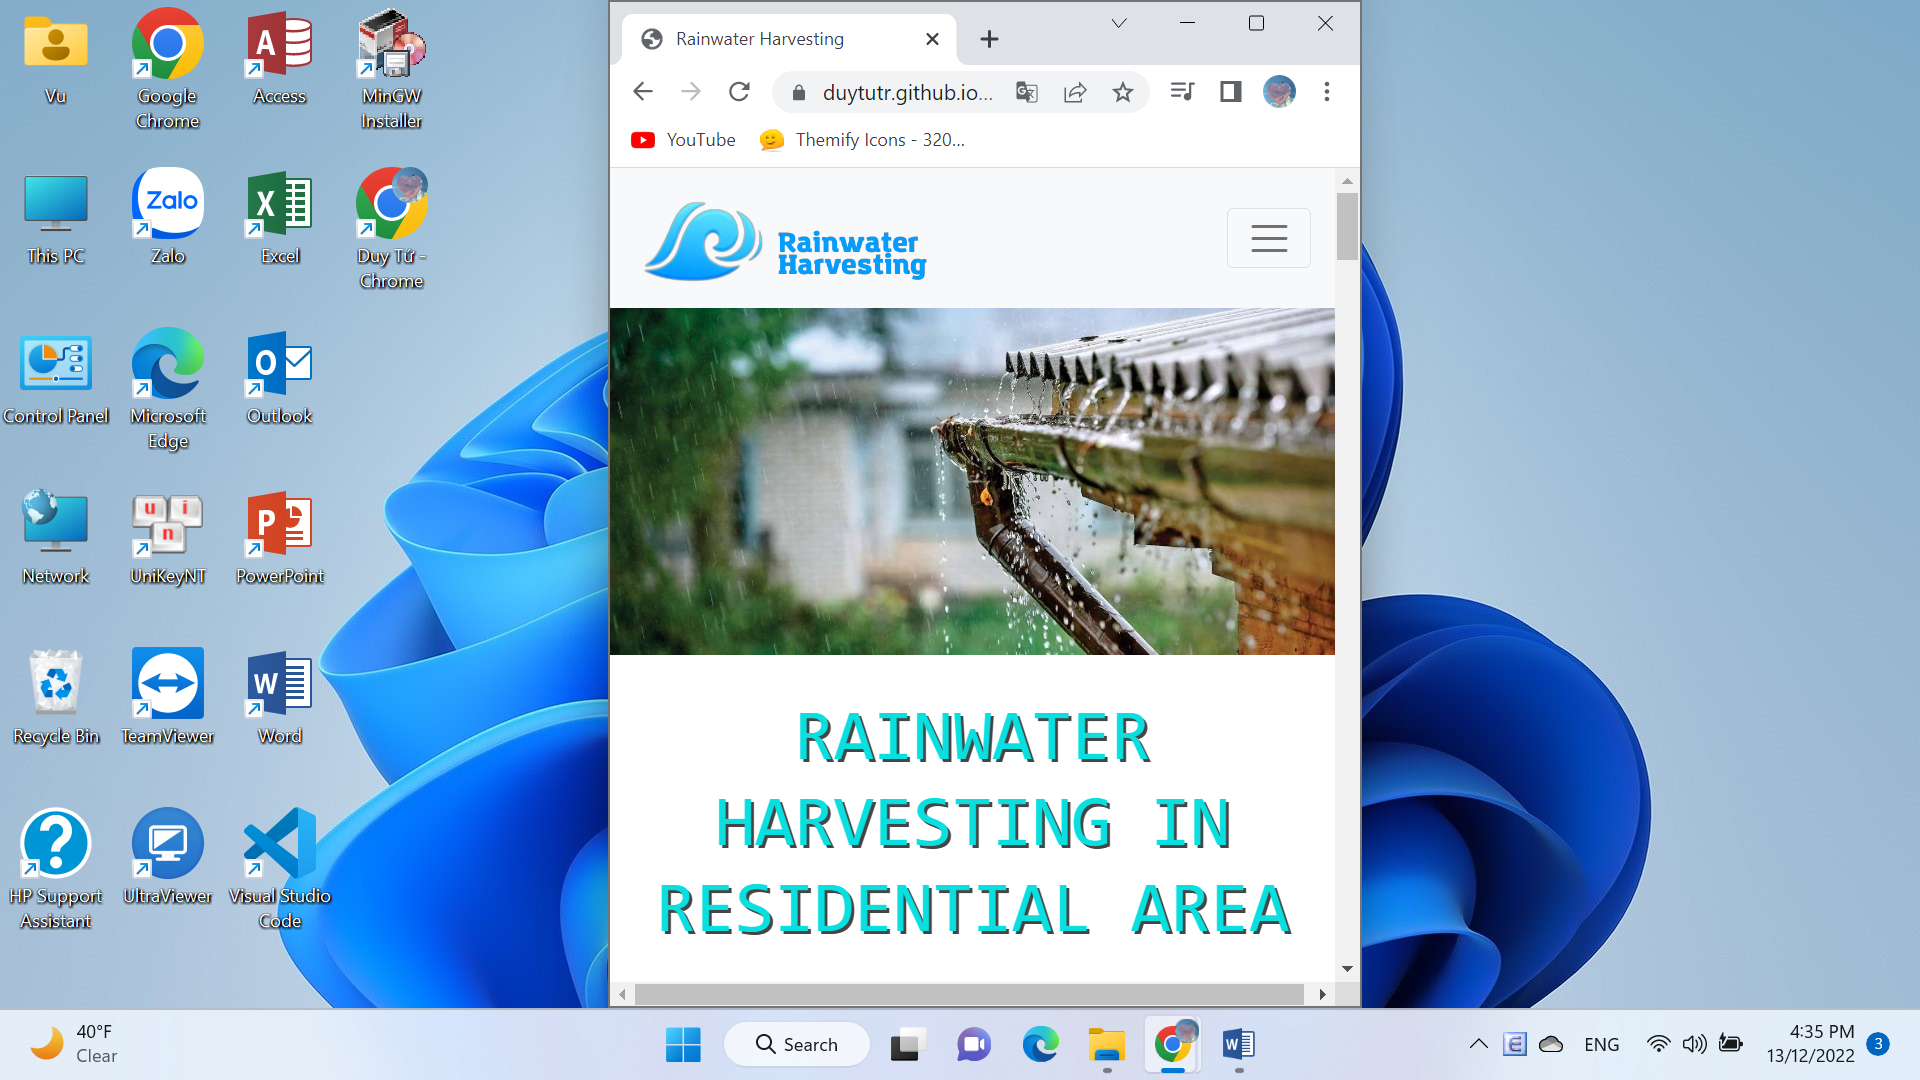 Vu
Google
Chrome
Access
MinGW
Installer
This PC
Zalo
Zalo
Excel
Duy Tứ -
Chrome
Control Panel
Microsoft
Edge
Outlook
Network
UniKeyNT
PowerPoint
Recycle Bin
TeamViewer
Word
HP Support
Assistant
UltraViewer
Visual Studio
Code
Rainwater Harvesting
duytutr.github.io...
YouTube
Themify Icons - 320...
Rainwater
Harvesting
RAINWATER
HARVESTING IN
RESIDENTIAL AREA
40°F
Clear
Search
ENG
4:35 PM
13/12/2022
3